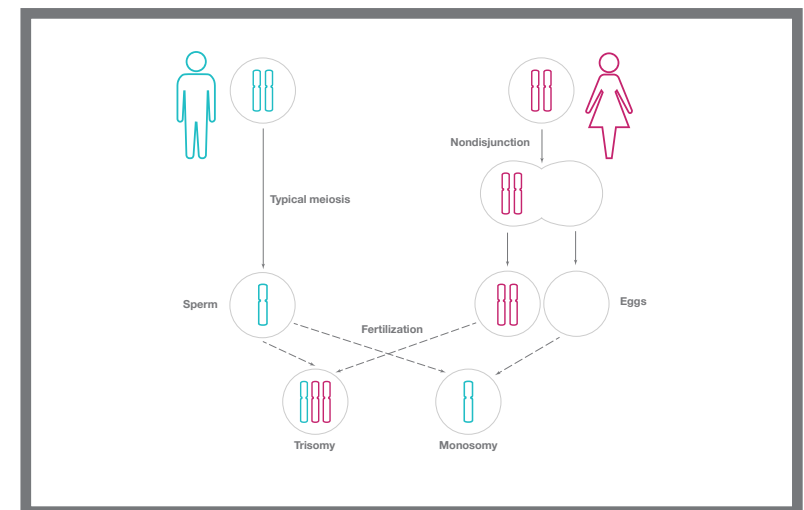 Nondisjunction
Typical meiosis
Sperm
Eggs
Fertilization
Trisomy
Monosomy